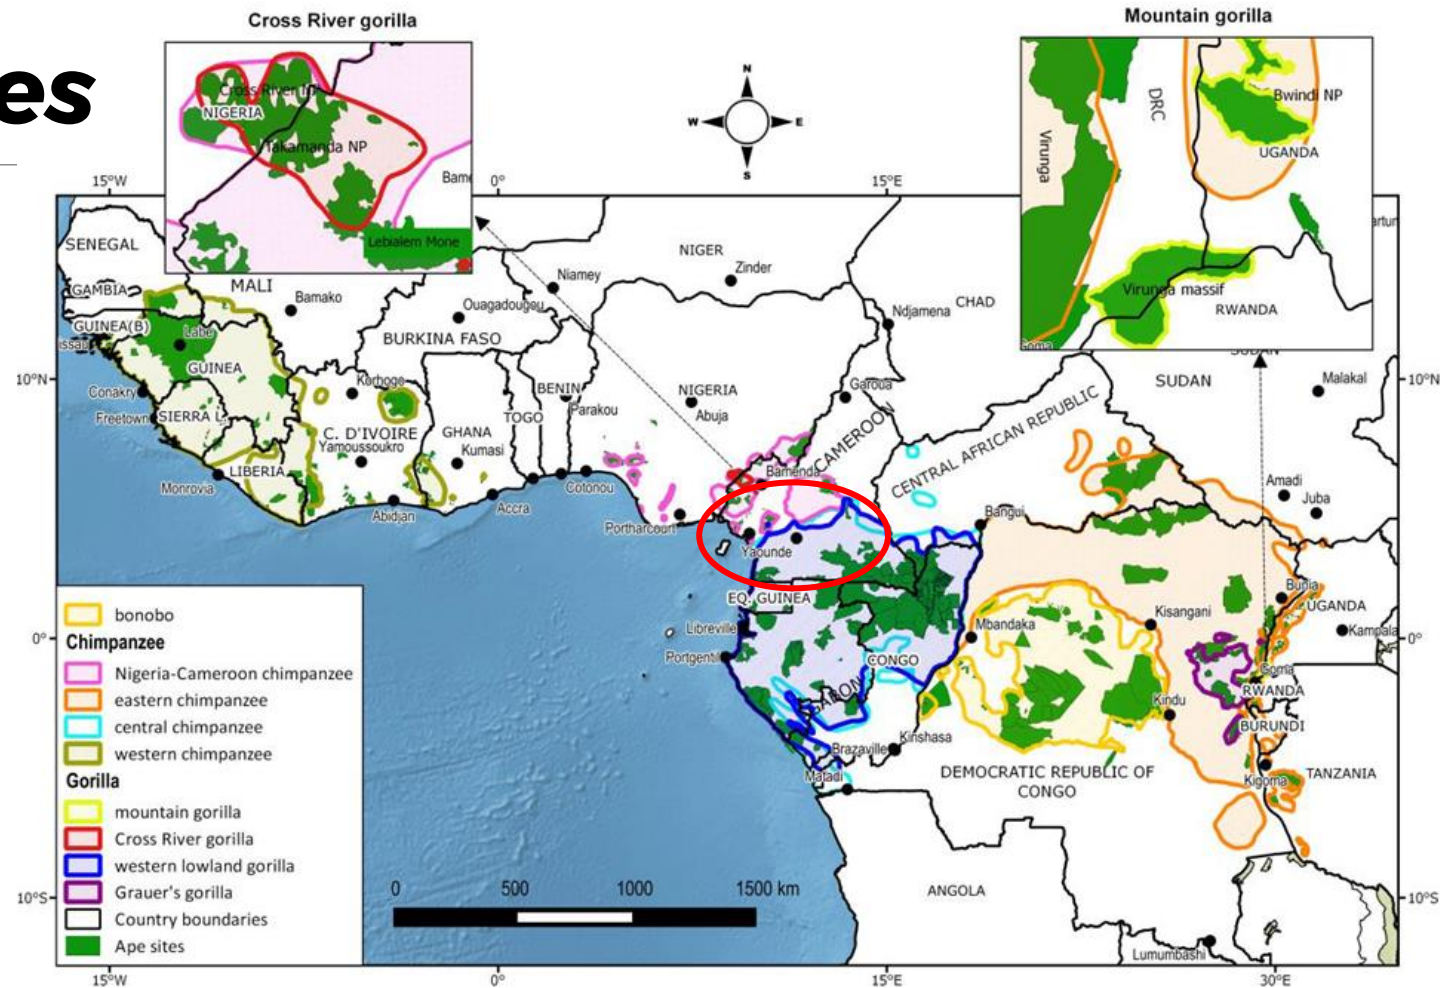 es
Cross River gorilla
Mountain gorilla
Cross River NP
NIGERIA
Takamanda NP
Bame
Lebialem Mone
N
W
E
S
Virunga
DRC
Bwindi NP
UGANDA
Virunga massif
RWANDA
Goma
15°W
0°
15°E
SENEGAL
GAMBIA
GUINEA(B)
issau
MALI
Bamako
Labe
GUINEA
Conakry
Freetown
SIERRA L.
LIBERIA
Monrovia
Korhogo
C. D'IVOIRE
Yamoussoukro
Abidjan
BURKINA FASO
Ouagadougou
Niamey
NIGER
Zinder
GHANA
Kumasi
Accra
TOGO
BENIN
Parakou
Cotonou
NIGERIA
Abuja
Portharcourt
Ndjamena
CHAD
Garoua
CAMEROON
Bamenda
Yaounde
CENTRAL AFRICAN REPUBLIC
Bangui
SUDAN
SUDAN
artum
Malakal
Amadi
Juba
10°N
10°N
EQ. GUINEA
Libreville
Portgentil
GABON
CONGO
Brazaville
Kinshasa
Matadi
Mbandaka
Kisangani
Bunia
UGANDA
Kampala
0°
0°
Goma
RWANDA
BURUNDI
Kindu
Kigoma
TANZANIA
DEMOCRATIC REPUBLIC OF
CONGO
ANGOLA
Lumumbashi
10°S
10°S
bonobo
Chimpanzee
Nigeria-Cameroon chimpanzee
eastern chimpanzee
central chimpanzee
western chimpanzee
Gorilla
mountain gorilla
Cross River gorilla
western lowland gorilla
Grauer's gorilla
Country boundaries
Ape sites
0 500 1000 1500 km
15°W
0°
15°E
30°E